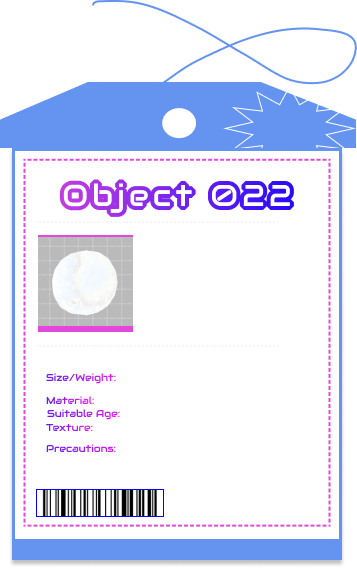 Object 022
Size/Weight:
Material:
Suitable Age:
Texture:
Precautions: